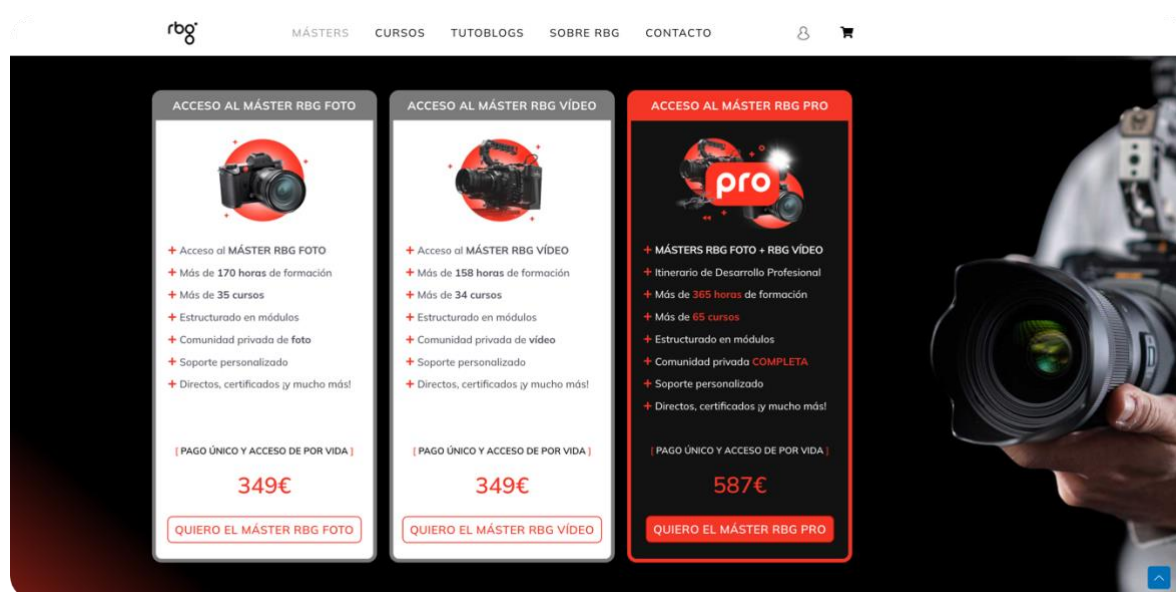 rbg
MÁSTERS
CURSOS
TUTOBLOGS
SOBRE RBG
CONTACTO
ACCESO AL MÁSTER RBG FOTO
+ Acceso al MÁSTER RBG FOTO
+ Más de 170 horas de formación
+ Más de 35 cursos
+ Estructurado en módulos
+ Comunidad privada de foto
+ Soporte personalizado
+ Directos, certificados ¡y mucho más!
[ PAGO ÚNICO Y ACCESO DE POR VIDA ]
349€
QUIERO EL MÁSTER RBG FOTO
ACCESO AL MÁSTER RBG VÍDEO
+ Acceso al MÁSTER RBG VÍDEO
+ Más de 158 horas de formación
+ Más de 34 cursos
+ Estructurado en módulos
+ Comunidad privada de vídeo
+ Soporte personalizado
+ Directos, certificados ¡y mucho más!
[ PAGO ÚNICO Y ACCESO DE POR VIDA ]
349€
QUIERO EL MÁSTER RBG VÍDEO
ACCESO AL MÁSTER RBG PRO
pro
+ MÁSTERS RBG FOTO + RBG VÍDEO
+ Itinerario de Desarrollo Profesional
+ Más de 365 horas de formación
+ Más de 65 cursos
+ Estructurado en módulos
+ Comunidad privada COMPLETA
+ Soporte personalizado
+ Directos, certificados ¡y mucho más!
[ PAGO ÚNICO Y ACCESO DE POR VIDA ]
587€
QUIERO EL MÁSTER RBG PRO